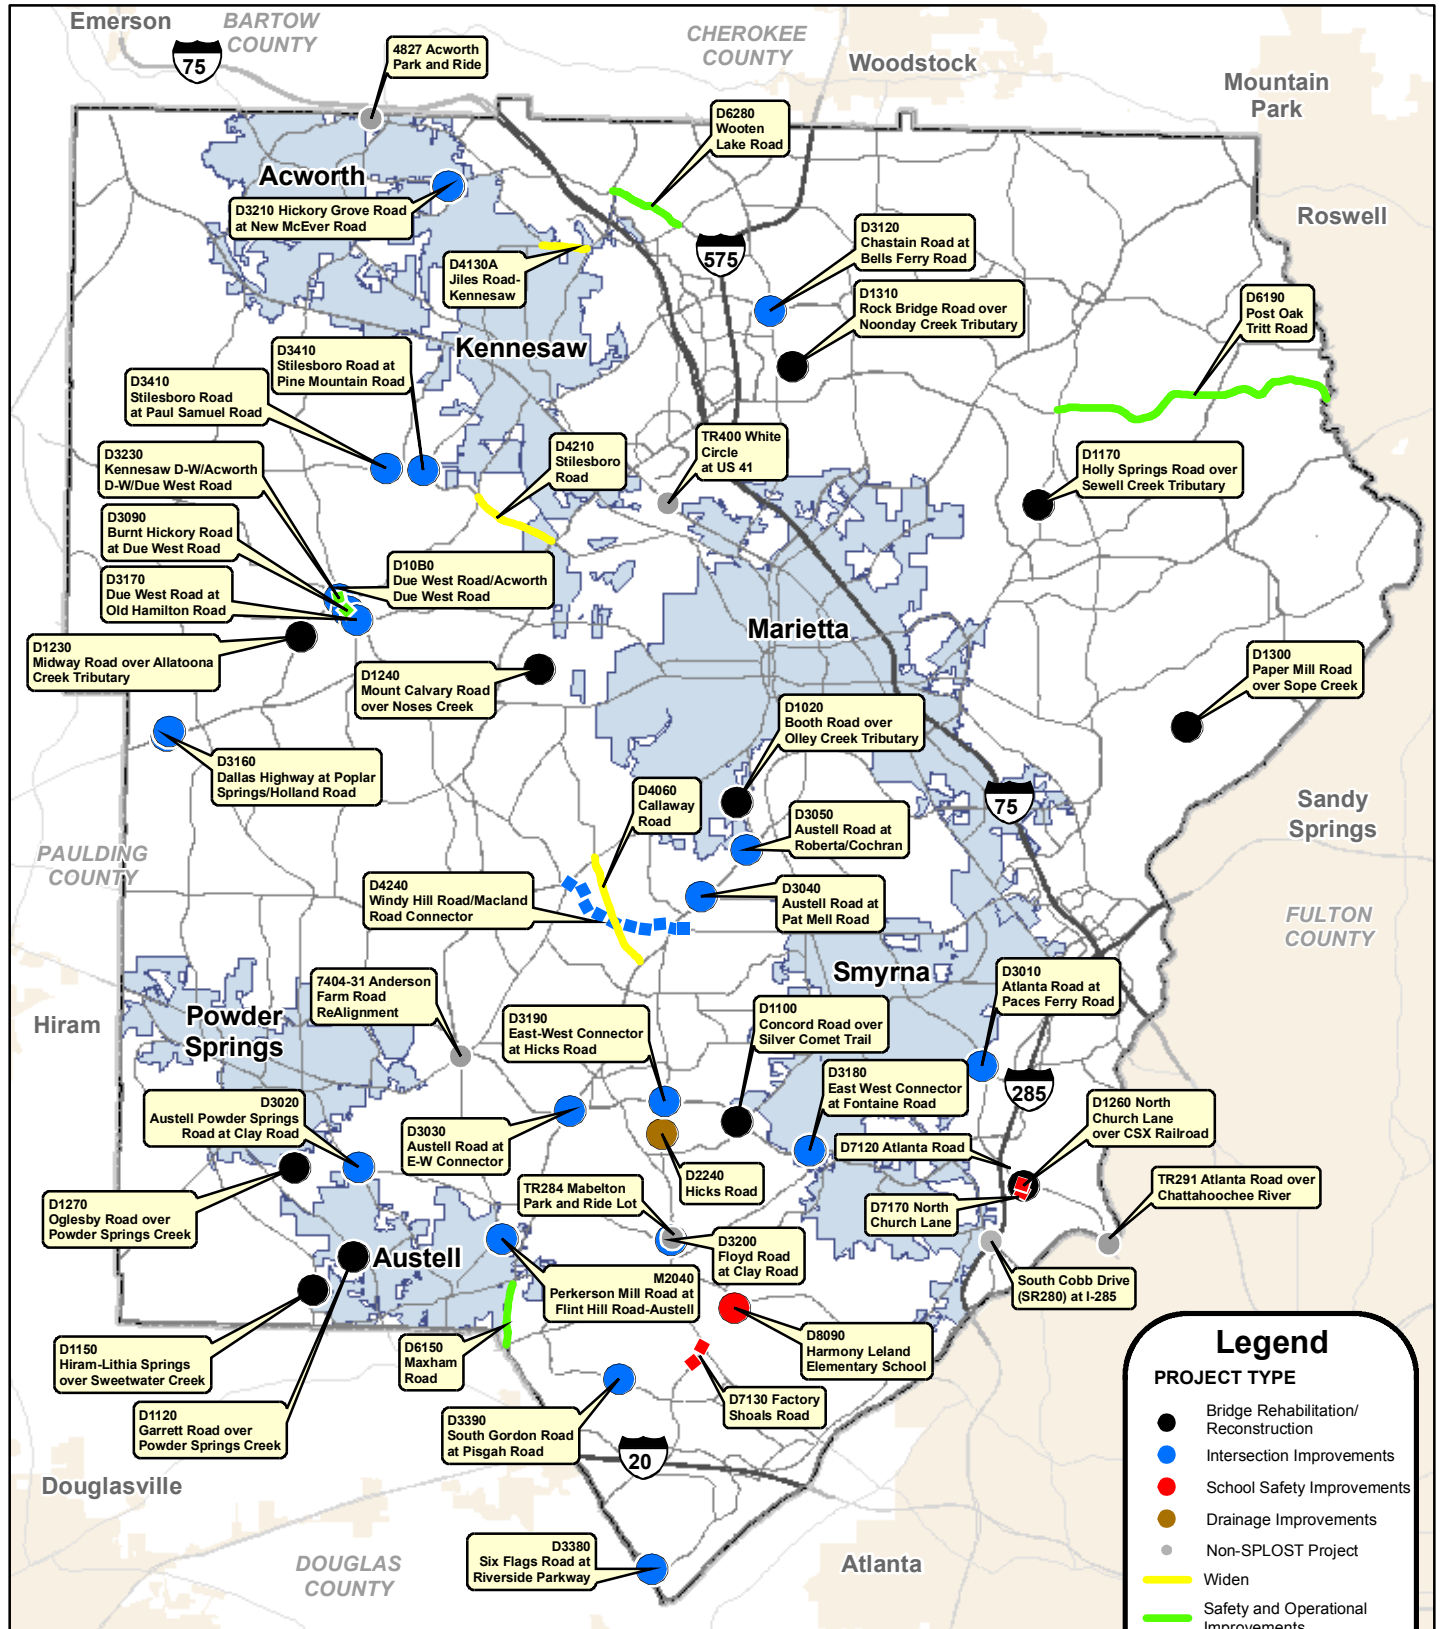 Emerson
BARTOW
COUNTY
75
4827 Acworth
Park and Ride
CHEROKEE
COUNTY
Woodstock
Mountain
Park
D6280
Wooten
Lake Road
Acworth
D3210 Hickory Grove Road
at New McEver Road
Roswell
D3120
Chastain Road at
Bells Ferry Road
575
D4130A
Jiles Road-
Kennesaw
D1310
Rock Bridge Road over
Noonday Creek Tributary
D6190
Post Oak
Tritt Road
Kennesaw
D3410
Stilesboro Road at
Pine Mountain Road
D3410
Stilesboro Road
at Paul Samuel Road
D4210
Stilesboro
Road
TR400 White
Circle
at US 41
D3230
Kennesaw D-W/Acworth
D-W/Due West Road
D1170
Holly Springs Road over
Sewell Creek Tributary
D3090
Burnt Hickory Road
at Due West Road
D10B0
Due West Road/Acworth
Due West Road
D3170
Due West Road at
Old Hamilton Road
Marietta
D1230
Midway Road over Allatoona
Creek Tributary
D1240
Mount Calvary Road
over Noses Creek
D1300
Paper Mill Road
over Sope Creek
D1020
Booth Road over
Olley Creek Tributary
D3160
Dallas Highway at Poplar
Springs/Holland Road
D4060
Callaway
Road
75
Sandy
Springs
D3050
Austell Road at
Roberta/Cochran
PAULDING
COUNTY
D4240
Windy Hill Road/Macland
Road Connector
D3040
Austell Road at
Pat Mell Road
FULTON
COUNTY
Smyrna
D3010
Atlanta Road at
Paces Ferry Road
7404-31 Anderson
Farm Road
ReAlignment
Hiram
Powder
Springs
D3190
East-West Connector
at Hicks Road
D1100
Concord Road over
Silver Comet Trail
D3180
East West Connector
at Fontaine Road
285
D1260 North
Church Lane
over CSX Railroad
D3020
Austell Powder Springs
Road at Clay Road
D3030
Austell Road at
E-W Connector
D7120 Atlanta Road
D2240
Hicks Road
TR284 Mabelton
Park and Ride Lot
TR291 Atlanta Road over
Chattahoochee River
D1270
Oglesby Road over
Powder Springs Creek
D7170 North
Church Lane
D3200
Floyd Road
at Clay Road
Austell
M2040
Perkerson Mill Road at
Flint Hill Road-Austell
South Cobb Drive
(SR280) at I-285
D1150
Hiram-Lithia Springs
over Sweetwater Creek
D6150
Maxham
Road
D8090
Harmony Leland
Elementary School
D7130 Factory
Shoals Road
D1120
Garrett Road over
Powder Springs Creek
D3390
South Gordon Road
at Pisgah Road
20
Douglasville
D3380
Six Flags Road at
Riverside Parkway
DOUGLAS
COUNTY
Atlanta
Legend
PROJECT TYPE
Bridge Rehabilitation/
Reconstruction
Intersection Improvements
School Safety Improvements
Drainage Improvements
Non-SPLOST Project
Widen
Safety and Operational
Improvements